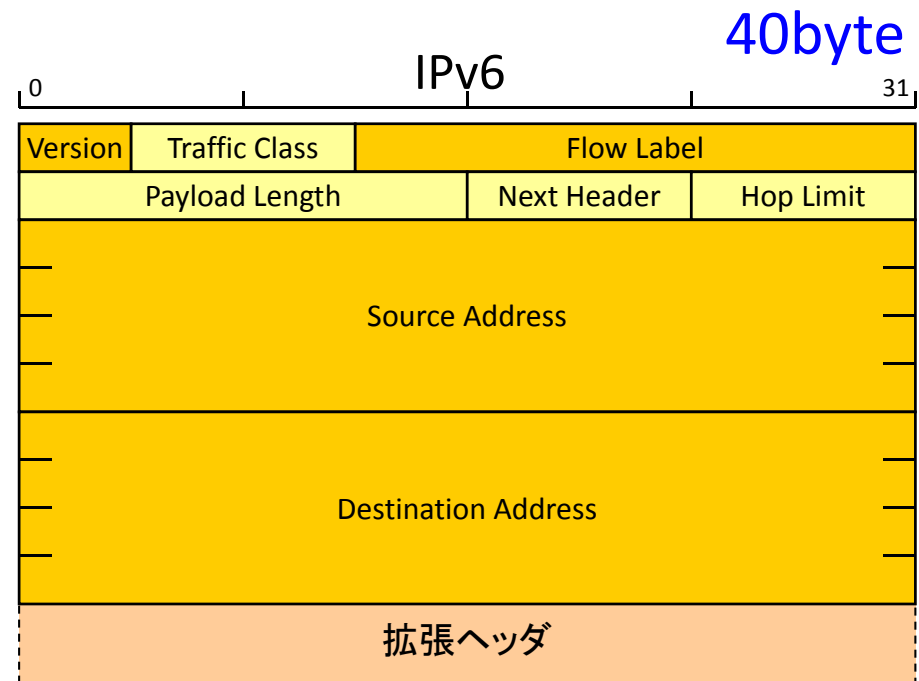 40byte
IPv6
0 31
Version Traffic Class Flow Label
Payload Length Next Header Hop Limit
Source Address
Destination Address
拡張ヘッダ